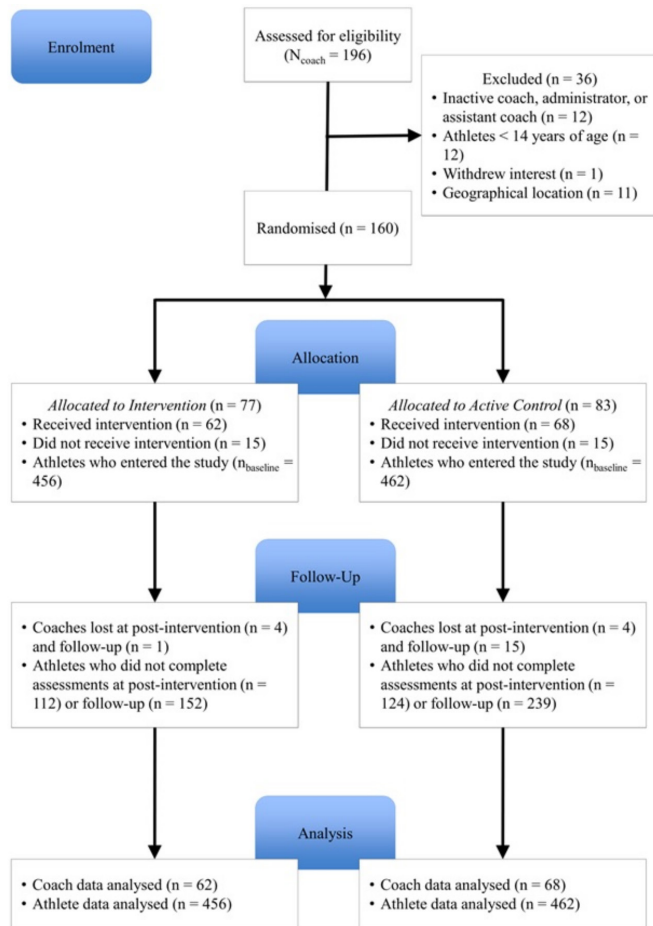 Enrolment
Assessed for eligibility
(Ncoach = 196)
Excluded (n = 36)
• Inactive coach, administrator, or
assistant coach (n = 12)
• Athletes < 14 years of age (n =
12)
• Withdrew interest (n = 1)
• Geographical location (n = 11)
Randomised (n = 160)
Allocation
Allocated to Intervention (n = 77)
• Received intervention (n = 62)
• Did not receive intervention (n = 15)
• Athletes who entered the study (nbaseline =
456)
Allocated to Active Control (n = 83)
• Received intervention (n = 68)
• Did not receive intervention (n = 15)
• Athletes who entered the study (nbaseline =
462)
Follow-Up
• Coaches lost at post-intervention (n = 4)
and follow-up (n = 1)
• Athletes who did not complete
assessments at post-intervention (n =
112) or follow-up (n = 152)
• Coaches lost at post-intervention (n = 4)
and follow-up (n = 15)
• Athletes who did not complete
assessments at post-intervention (n =
124) or follow-up (n = 239)
Analysis
• Coach data analysed (n = 62)
• Athlete data analysed (n = 456)
• Coach data analysed (n = 68)
• Athlete data analysed (n = 462)